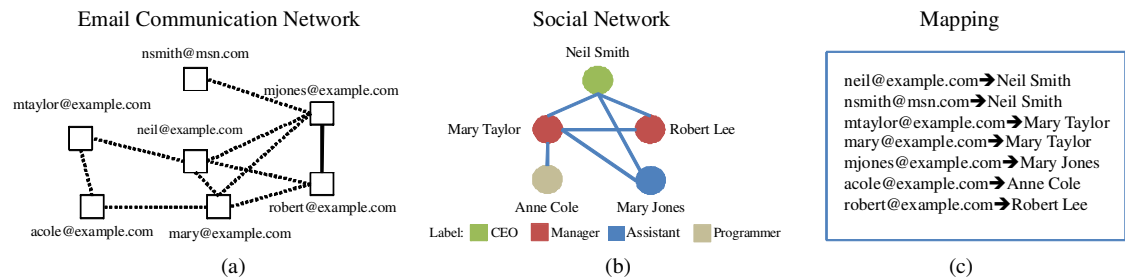 Email Communication Network
nsmith@msn.com
mjones@example.com
mtaylor@example.com
neil@example.com
robert@example.com
acole@example.com
mary@example.com
(a)
Social Network
Neil Smith
Mary Taylor
Robert Lee
Anne Cole
Mary Jones
Label: CEO Manager Assistant Programmer
(b)
Mapping
neil@example.com➔Neil Smith
nsmith@msn.com➔Neil Smith
mtaylor@example.com➔Mary Taylor
mary@example.com➔Mary Taylor
mjones@example.com➔Mary Jones
acole@example.com➔Anne Cole
robert@example.com➔Robert Lee
(c)